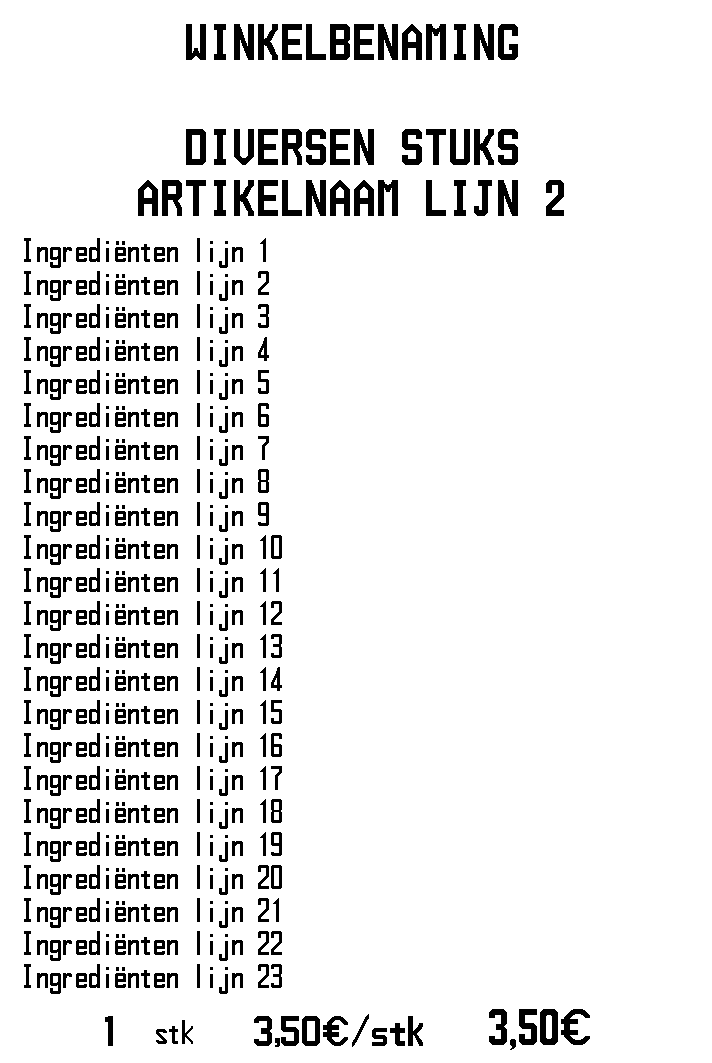 WINKELBENAMING
DIVERSEN STUKS
ARTIKELNAAM LIJN 2
Ingrediënten lijn 1
Ingrediënten lijn 2
Ingrediënten lijn 3
Ingrediënten lijn 4
Ingrediënten lijn 5
Ingrediënten lijn 6
Ingrediënten lijn 7
Ingrediënten lijn 8
Ingrediënten lijn 9
Ingrediënten lijn 10
Ingrediënten lijn 11
Ingrediënten lijn 12
Ingrediënten lijn 13
Ingrediënten lijn 14
Ingrediënten lijn 15
Ingrediënten lijn 16
Ingrediënten lijn 17
Ingrediënten lijn 18
Ingrediënten lijn 19
Ingrediënten lijn 20
Ingrediënten lijn 21
Ingrediënten lijn 22
Ingrediënten lijn 23
1 stk 3,50€/stk 3,50€